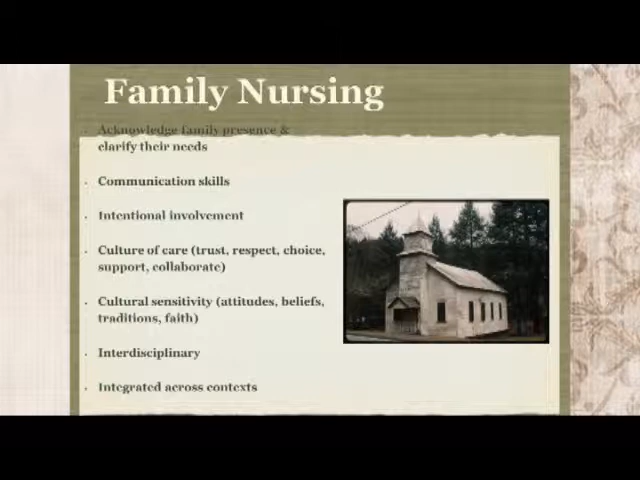 Family Nursing
Acknowledge family presence &
clarify their needs
Communication skills
Intentional involvement
Culture of care (trust, respect, choice,
support, collaborate)
Cultural sensitivity (attitudes, beliefs,
traditions, faith)
Interdisciplinary
Integrated across contexts